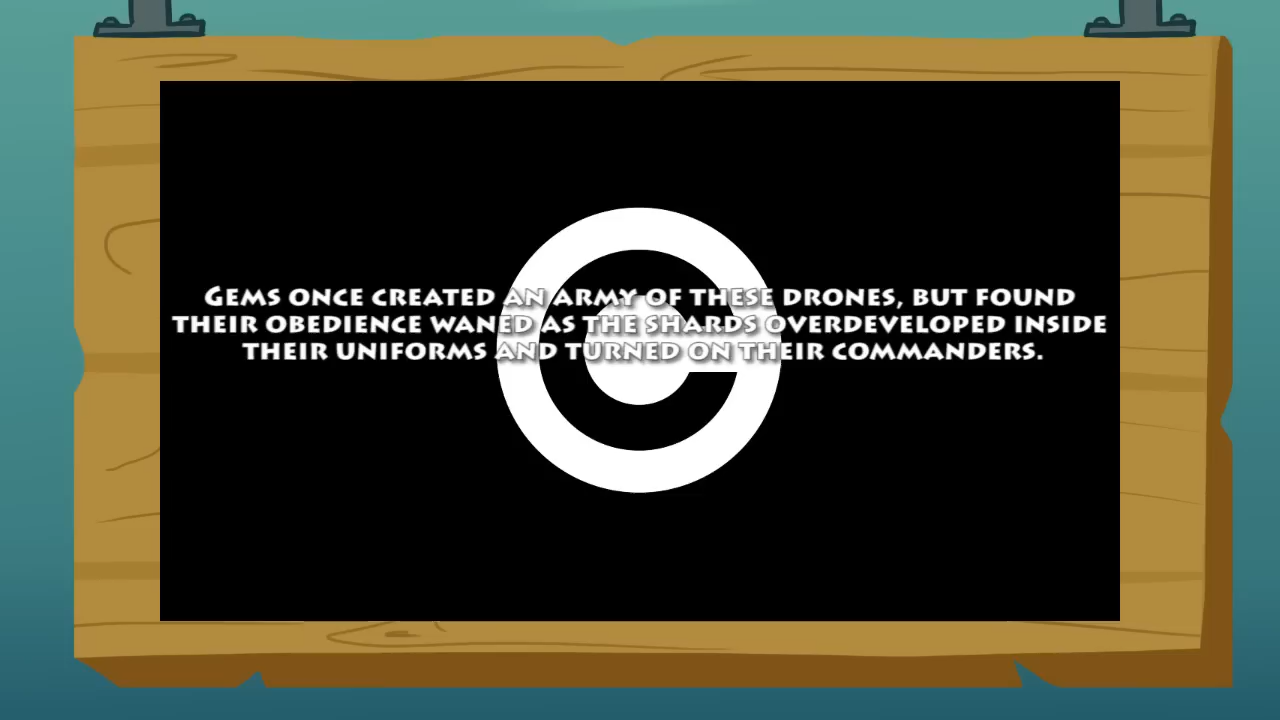 Gems once created an army of these drones, but found
their obedience waned as the shards overdeveloped inside
their uniforms and turned on their commanders.